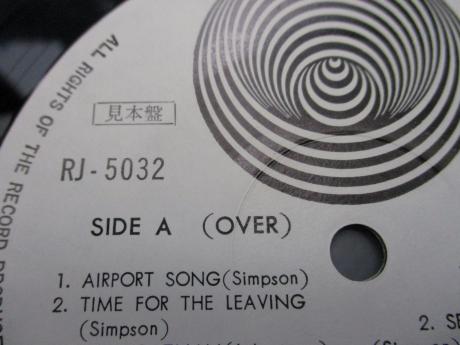 ALL RIGHTS OF THE RECORD
見本盤
RJ-5032
SIDE A (OVER)
1. AIRPORT SONG(Simpson)
2. TIME FOR THE LEAVING
(Simpson)
2.